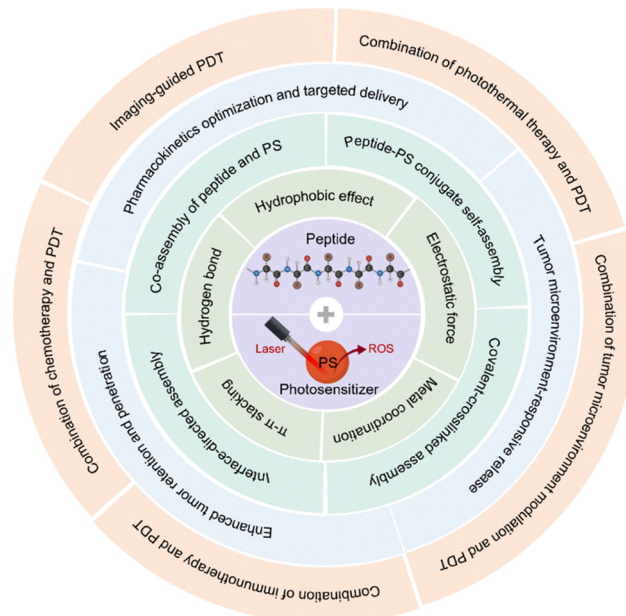 Imaging-guided PDT
Combination of photothermal therapy and PDT
Combination of tumor microenvironment modulation and PDT
Combination of immunotherapy and PDT
Combination of chemotherapy and PDT
Pharmacokinetics optimization and targeted delivery
Tumor microenvironment-responsive release
Enhanced tumor retention and penetration
Co-assembly of peptide and PS
Peptide-PS conjugate self-assembly
Covalent-crosslinked assembly
Interface-directed assembly
Hydrophobic effect
Electrostatic force
Metal coordination
π-π stacking
Hydrogen bond
Peptide
Laser
PS
ROS
Photosensitizer